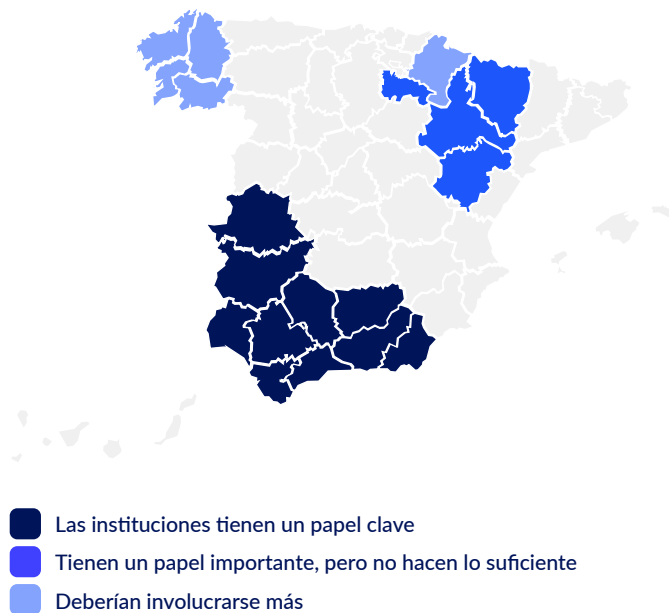 Las instituciones tienen un papel clave
Tienen un papel importante, pero no hacen lo suficiente
Deberían involucrarse más